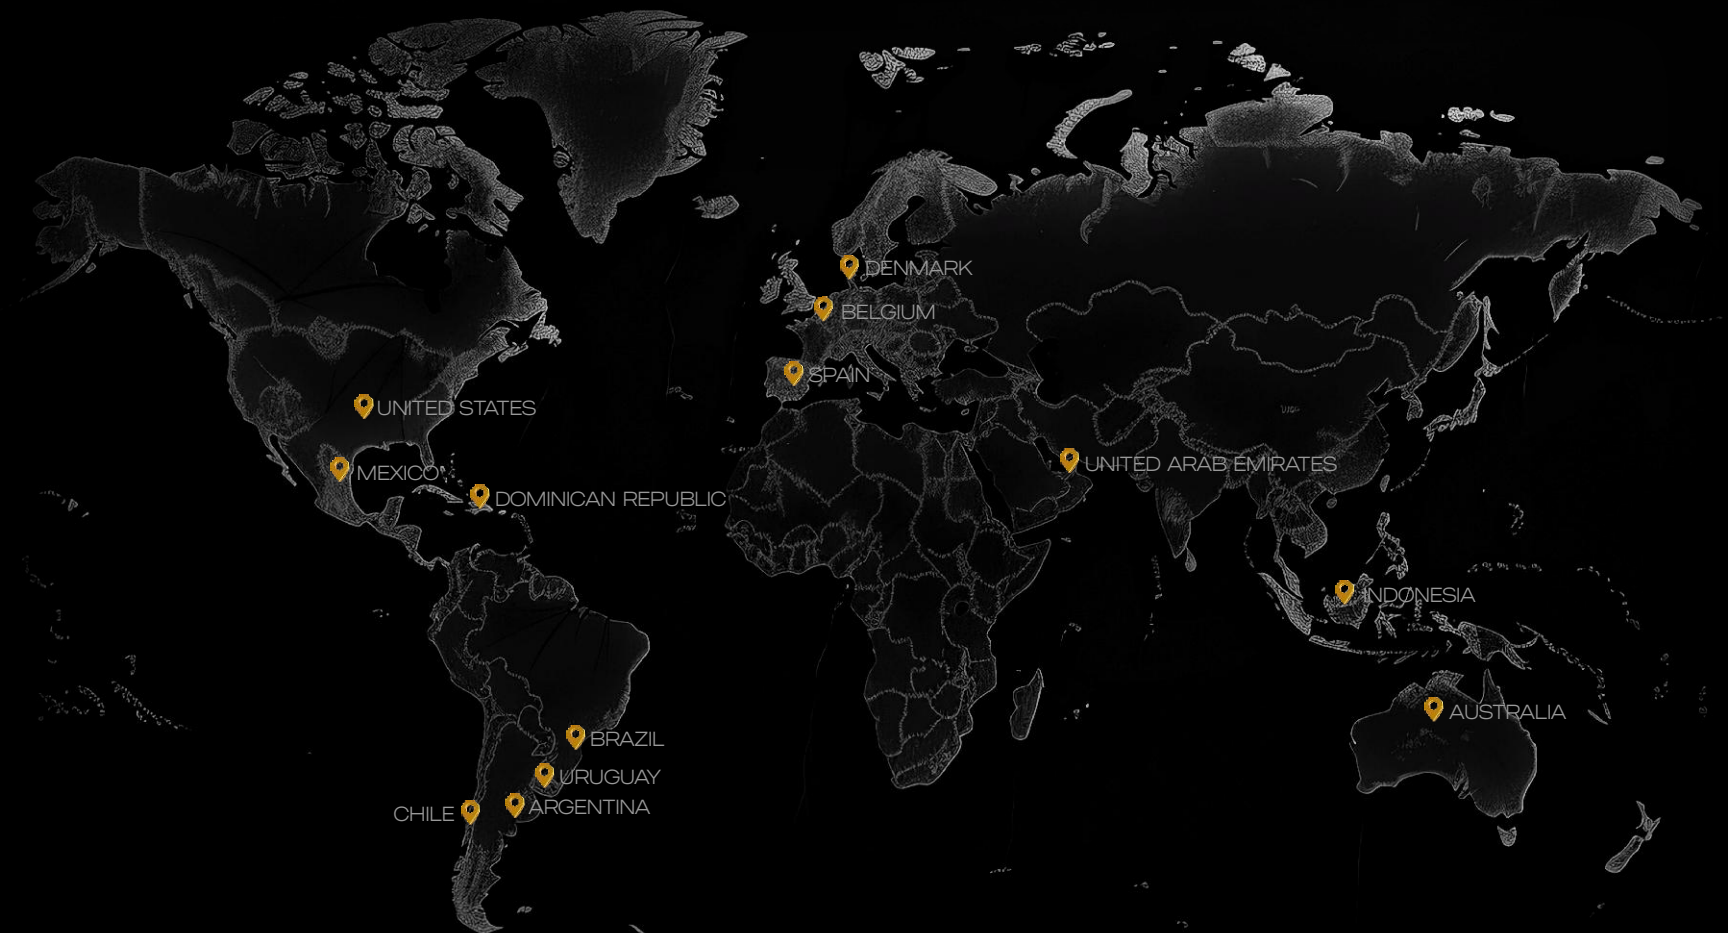 DENMARK
BELGIUM
SPAIN
UNITED STATES
MEXICO
UNITED ARAB EMIRATES
DOMINICAN REPUBLIC
INDONESIA
AUSTRALIA
BRAZIL
URUGUAY
ARGENTINA
CHILE